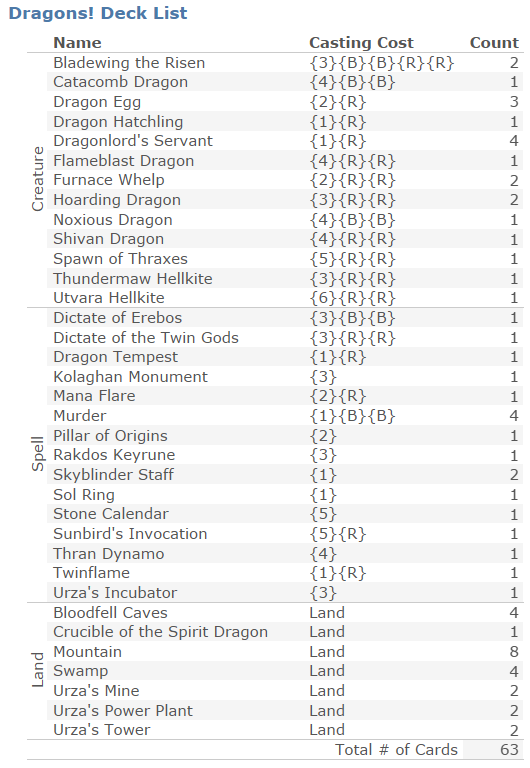 Dragons! Deck List
Name Casting Cost Count
Creature
Bladewing the Risen {3}{B}{B}{R}{R} 2
Catacomb Dragon {4}{B}{B} 1
Dragon Egg {2}{R} 3
Dragon Hatchling {1}{R} 1
Dragonlord's Servant {1}{R} 4
Flameblast Dragon {4}{R}{R} 1
Furnace Whelp {2}{R}{R} 2
Hoarding Dragon {3}{R}{R} 2
Noxious Dragon {4}{B}{B} 1
Shivan Dragon {4}{R}{R} 1
Spawn of Thraxes {5}{R}{R} 1
Thundermaw Hellkite {3}{R}{R} 1
Utvara Hellkite {6}{R}{R} 1
Spell
Dictate of Erebos {3}{B}{B} 1
Dictate of the Twin Gods {3}{R}{R} 1
Dragon Tempest {1}{R} 1
Kolaghan Monument {3} 1
Mana Flare {2}{R} 1
Murder {1}{B}{B} 4
Pillar of Origins {2} 1
Rakdos Keyrune {3} 1
Skyblinder Staff {1} 2
Sol Ring {1} 1
Stone Calendar {5} 1
Sunbird's Invocation {5}{R} 1
Thran Dynamo {4} 1
Twinflame {1}{R} 1
Urza's Incubator {3} 1
Land
Bloodfell Caves Land 4
Crucible of the Spirit Dragon Land 1
Mountain Land 8
Swamp Land 4
Urza's Mine Land 2
Urza's Power Plant Land 2
Urza's Tower Land 2
Total # of Cards 63